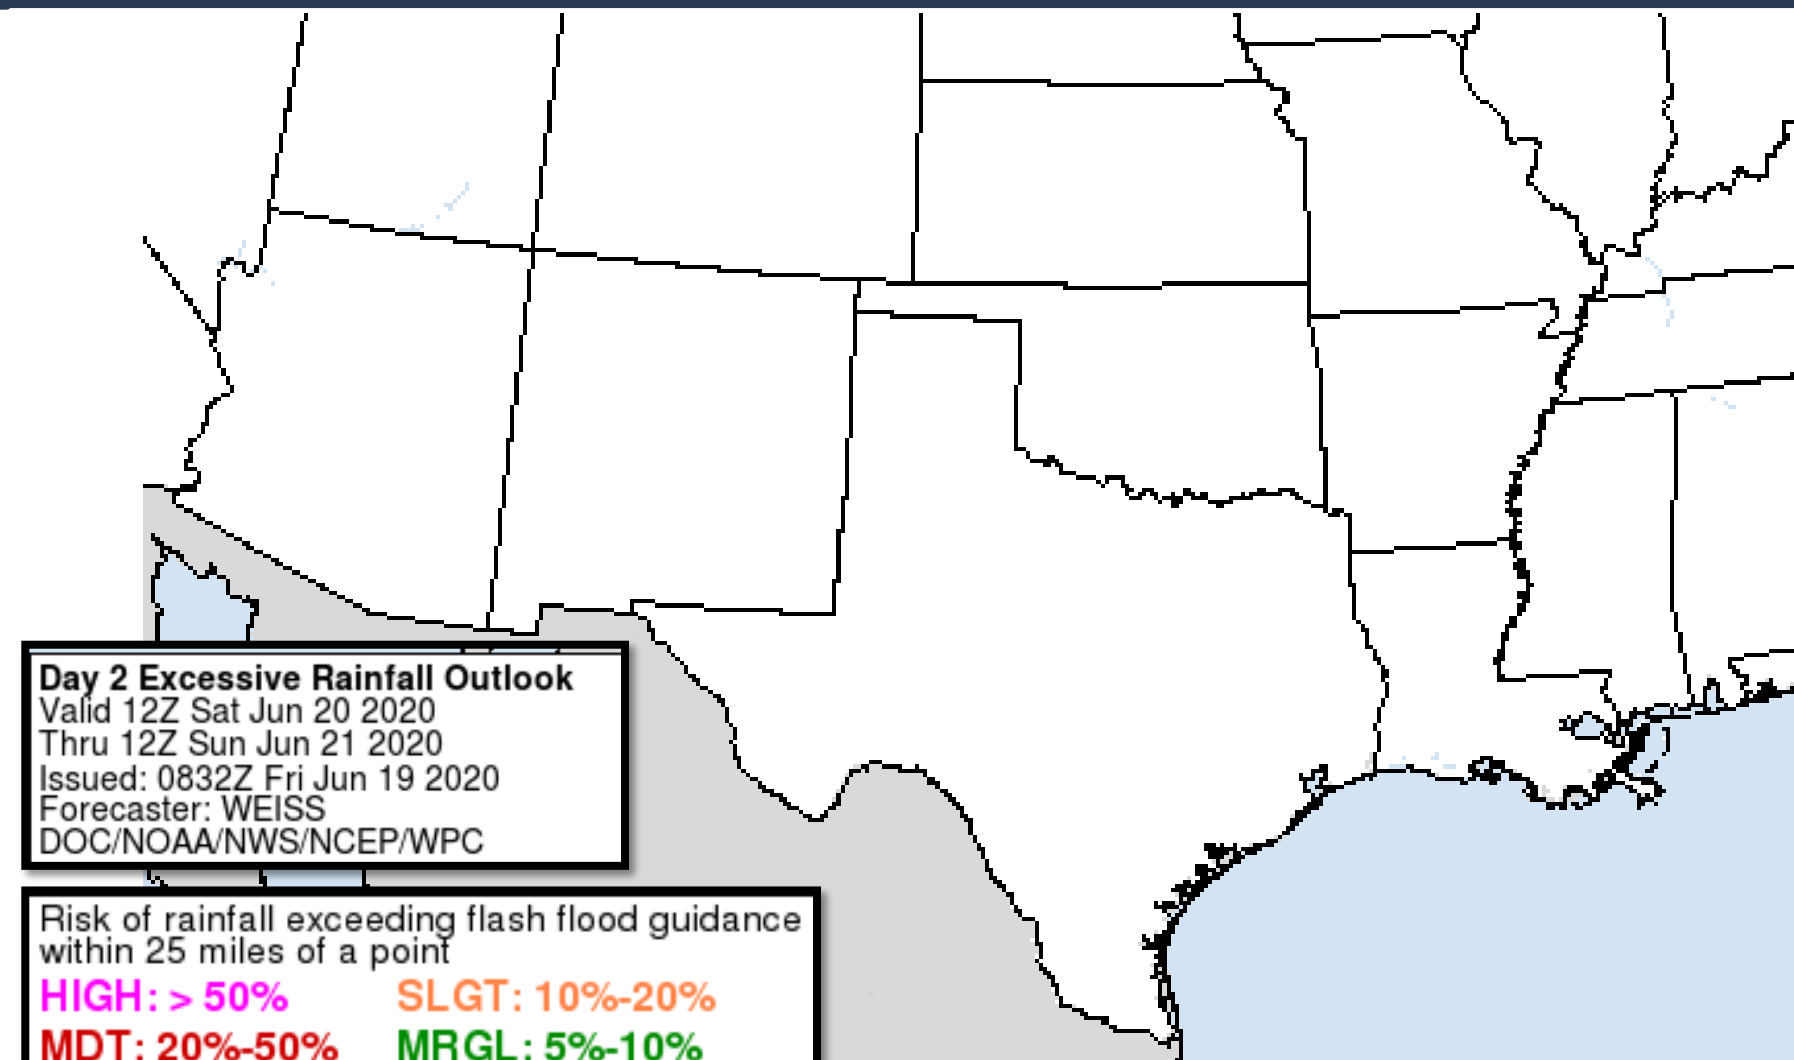 Day 2 Excessive Rainfall Outlook
Valid 12Z Sat Jun 20 2020
Thru 12Z Sun Jun 21 2020
Issued: 0832Z Fri Jun 19 2020
Forecaster: WEISS
DOC/NOAA/NWS/NCEP/WPC
Risk of rainfall exceeding flash flood guidance
within 25 miles of a point
HIGH: > 50% SLGT: 10%-20%
MDT: 20%-50% MRGL: 5%-10%